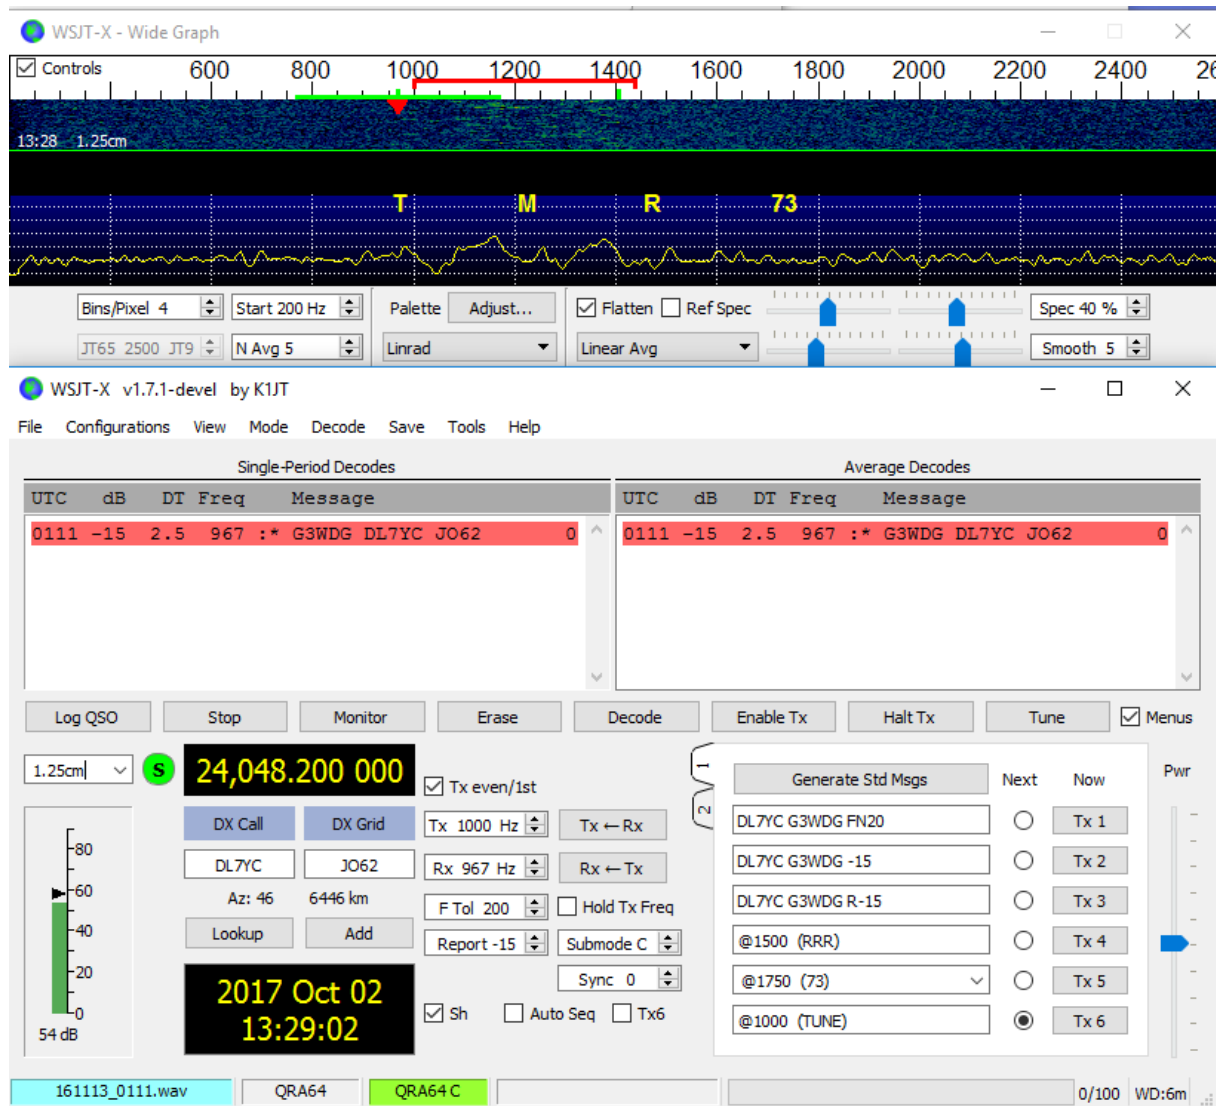 WSJT-X - Wide Graph
Controls 600 800 1000 1200 1400 1600 1800 2000 2200 2400 26
13:28 1.25cm
T M R 73
Bins/Pixel 4 Start 200 Hz Palette Adjust... Flatten Ref Spec Spec 40 %
JT65 2500 JT9 N Avg 5 Linrad Linear Avg Smooth 5
WSJT-X v1.7.1-devel by K1JT
File Configurations View Mode Decode Save Tools Help
Single-Period Decodes Average Decodes
UTC dB DT Freq Message UTC dB DT Freq Message
0111 -15 2.5 967 :* G3WDG DL7YC JO62 0 0111 -15 2.5 967 :* G3WDG DL7YC JO62 0
Log QSO Stop Monitor Erase Decode Enable Tx Halt Tx Tune Menus
1.25cm S 24,048.200 000 Tx even/1st 1 Generate Std Msgs Next Now Pwr
DX Call DX Grid Tx 1000 Hz Tx ← Rx 2 DL7YC G3WDG FN20 Tx 1
-80 DL7YC JO62 Rx 967 Hz Rx ← Tx DL7YC G3WDG -15 Tx 2
-60 Az: 46 6446 km F Tol 200 Hold Tx Freq DL7YC G3WDG R-15 Tx 3
-40 Lookup Add Report -15 Submode C @1500 (RRR) Tx 4
-20 2017 Oct 02 Sync 0 @1750 (73) Tx 5
-0 13:29:02 Sh Auto Seq Tx6 @1000 (TUNE) Tx 6
54 dB
161113_0111.wav QRA64 QRA64 C 0/100 WD:6m